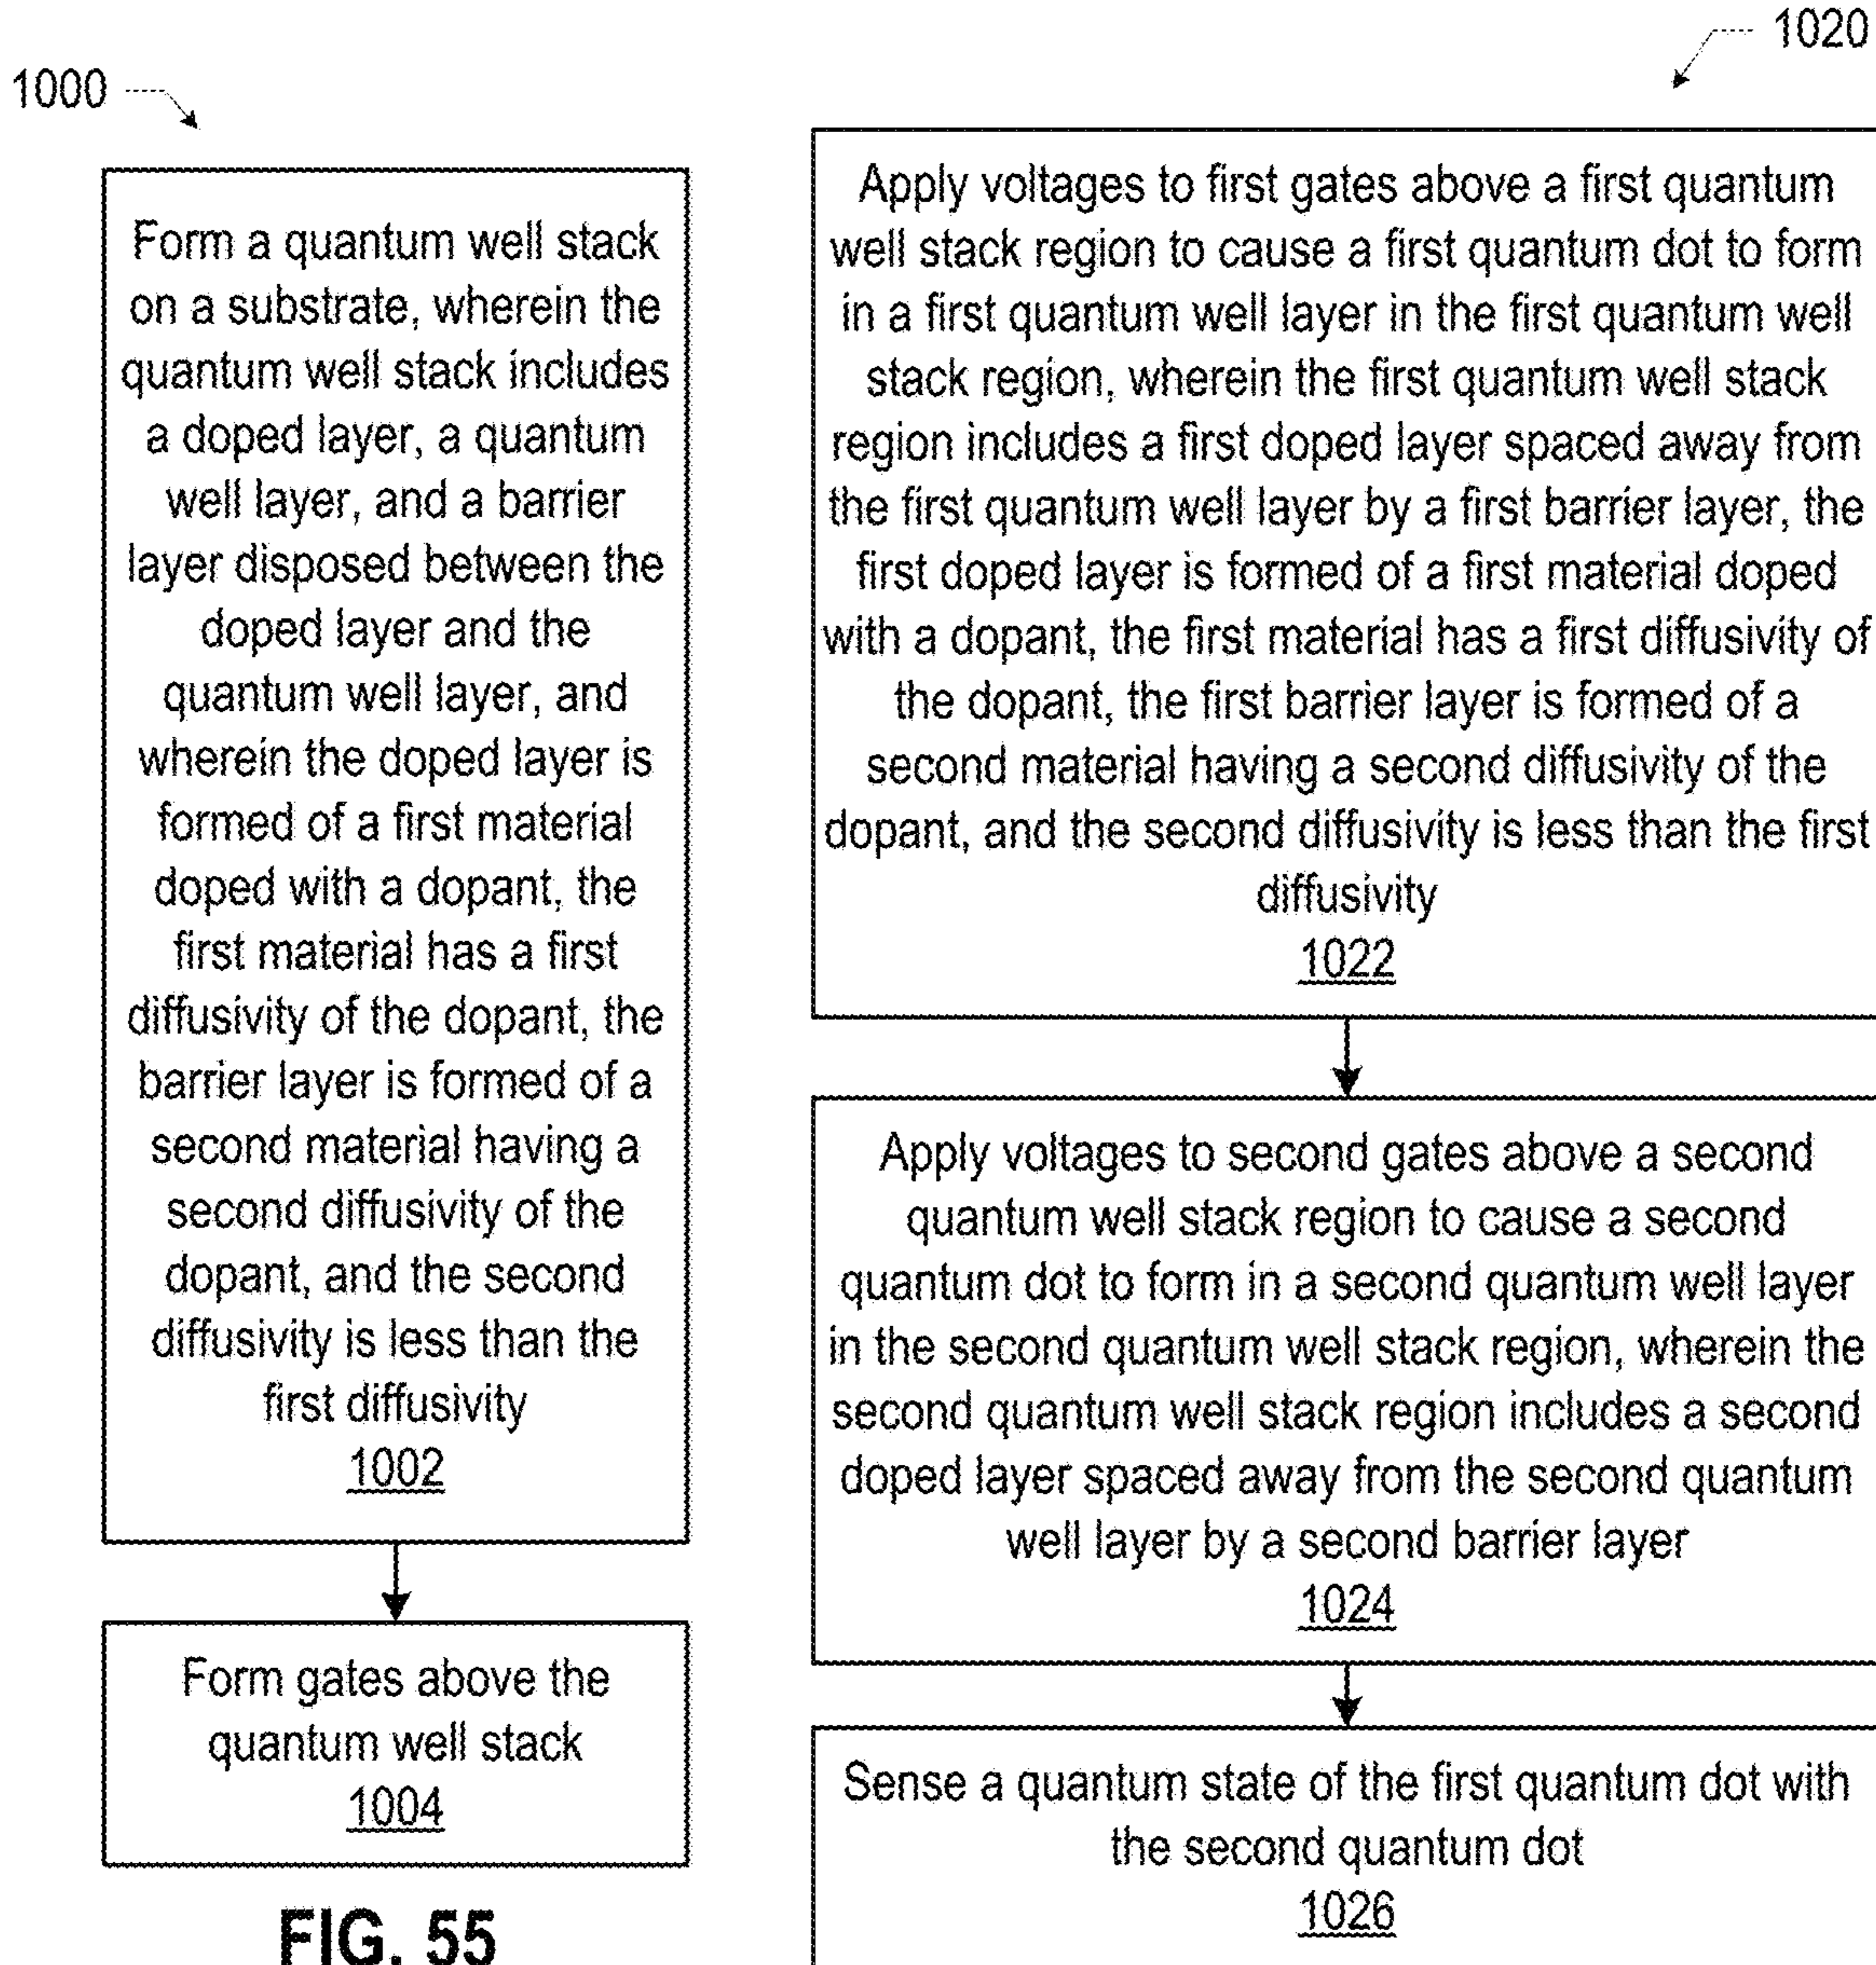 1000
Form a quantum well stack
on a substrate, wherein the
quantum well stack includes
a doped layer, a quantum
well layer, and a barrier
layer disposed between the
doped layer and the
quantum well layer, and
wherein the doped layer is
formed of a first material
doped with a dopant, the
first material has a first
diffusivity of the dopant, the
barrier layer is formed of a
second material having a
second diffusivity of the
dopant, and the second
diffusivity is less than the
first diffusivity
1002
Form gates above the
quantum well stack
1004
FIG. 55
1020
Apply voltages to first gates above a first quantum
well stack region to cause a first quantum dot to form
in a first quantum well layer in the first quantum well
stack region, wherein the first quantum well stack
region includes a first doped layer spaced away from
the first quantum well layer by a first barrier layer, the
first doped layer is formed of a first material doped
with a dopant, the first material has a first diffusivity of
the dopant, the first barrier layer is formed of a
second material having a second diffusivity of the
dopant, and the second diffusivity is less than the first
diffusivity
1022
Apply voltages to second gates above a second
quantum well stack region to cause a second
quantum dot to form in a second quantum well layer
in the second quantum well stack region, wherein the
second quantum well stack region includes a second
doped layer spaced away from the second quantum
well layer by a second barrier layer
1024
Sense a quantum state of the first quantum dot with
the second quantum dot
1026